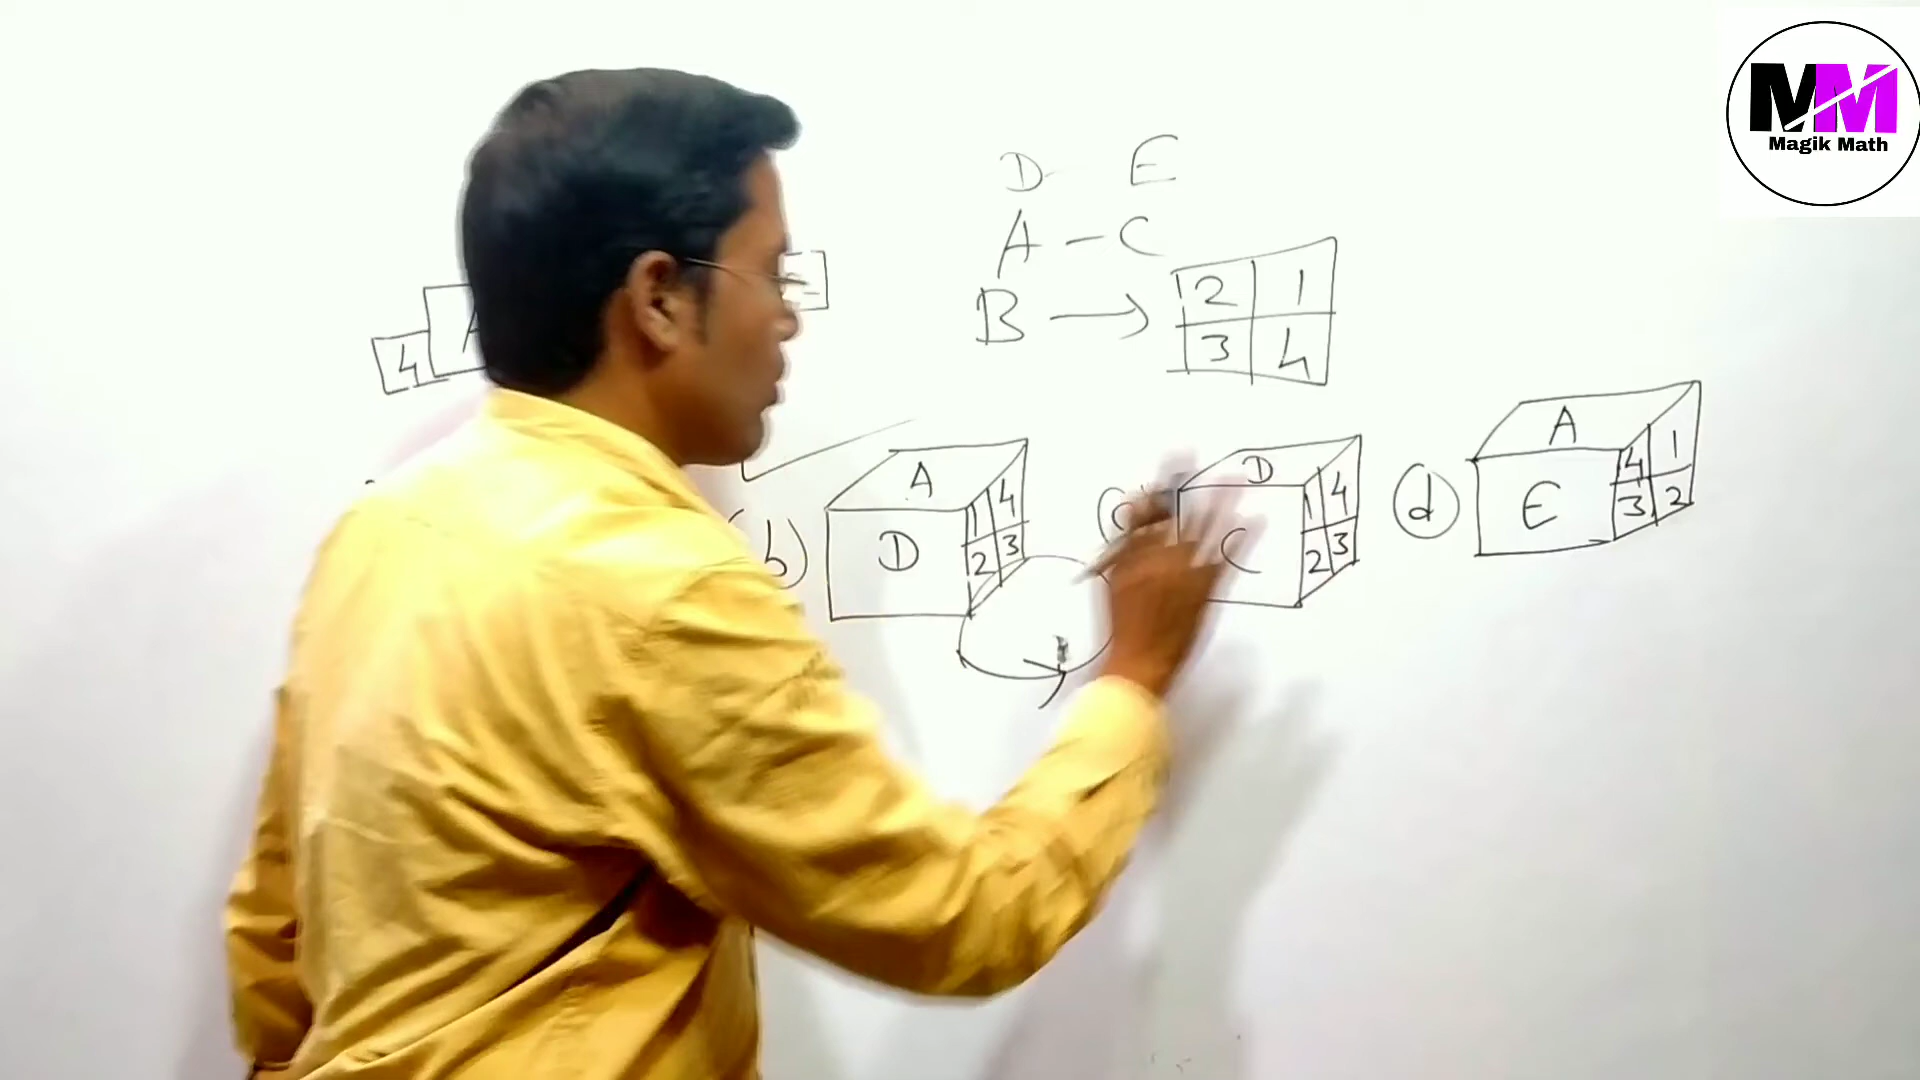 MM
Magik Math
D - E
A - C
B → 2 1
3 4
4
A
b) A
D
1 4
2 3
D
C
1 4
2 3
d A
E
4 1
3 2